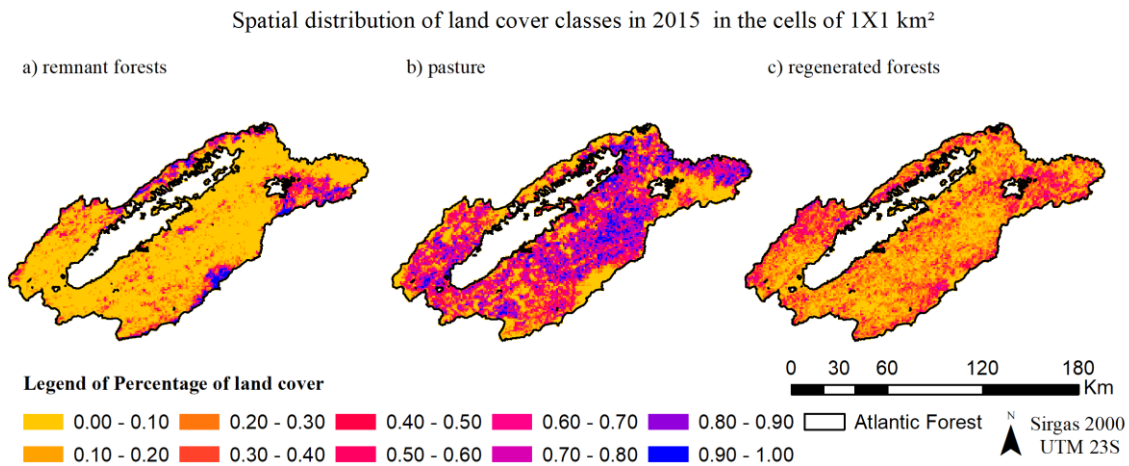 Spatial distribution of land cover classes in 2015 in the cells of 1X1 km²
a) remnant forests
b) pasture
c) regenerated forests
0 30 60 120 180
Km
Legend of Percentage of land cover
0.00 - 0.10 0.20 - 0.30 0.40 - 0.50 0.60 - 0.70 0.80 - 0.90
0.10 - 0.20 0.30 - 0.40 0.50 - 0.60 0.70 - 0.80 0.90 - 1.00
Atlantic Forest
N
Sirgas 2000
UTM 23S